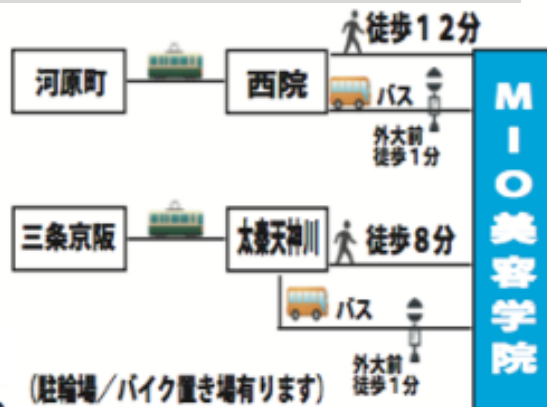 徒歩12分
河原町
西院
バス
外大前
徒歩1分
三条京阪
太秦天神川
徒歩8分
バス
外大前
徒歩1分
(駐輪場/バイク置き場有ります)
MIO美容学院